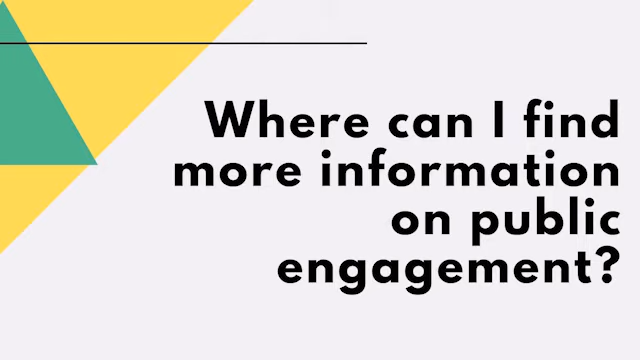 Where can I find
more information
on public
engagement?